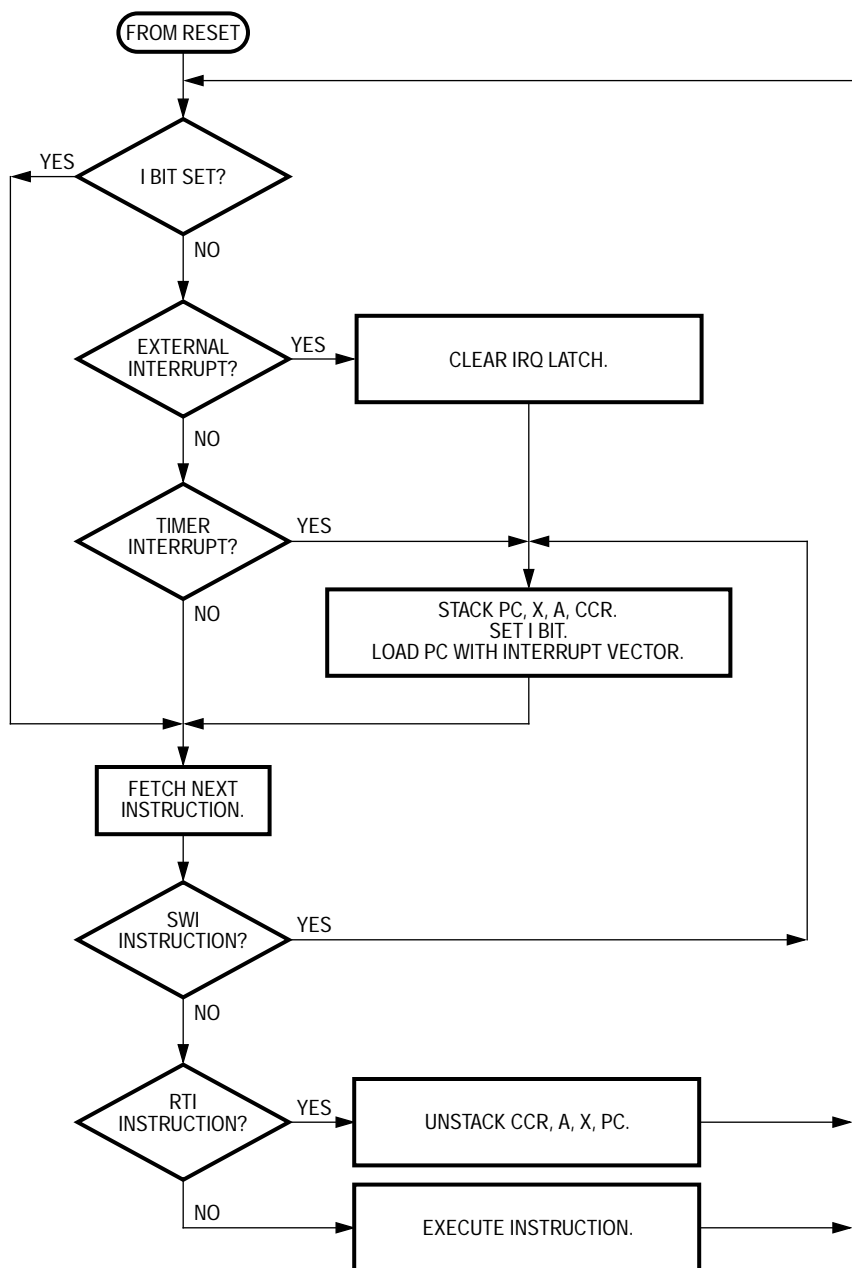 FROM RESET
YES
I BIT SET?
NO
EXTERNAL
INTERRUPT?
YES
CLEAR IRQ LATCH.
NO
TIMER
INTERRUPT?
YES
NO
STACK PC, X, A, CCR.
SET I BIT.
LOAD PC WITH INTERRUPT VECTOR.
FETCH NEXT
INSTRUCTION.
SWI
INSTRUCTION?
YES
NO
RTI
INSTRUCTION?
YES
UNSTACK CCR, A, X, PC.
NO
EXECUTE INSTRUCTION.